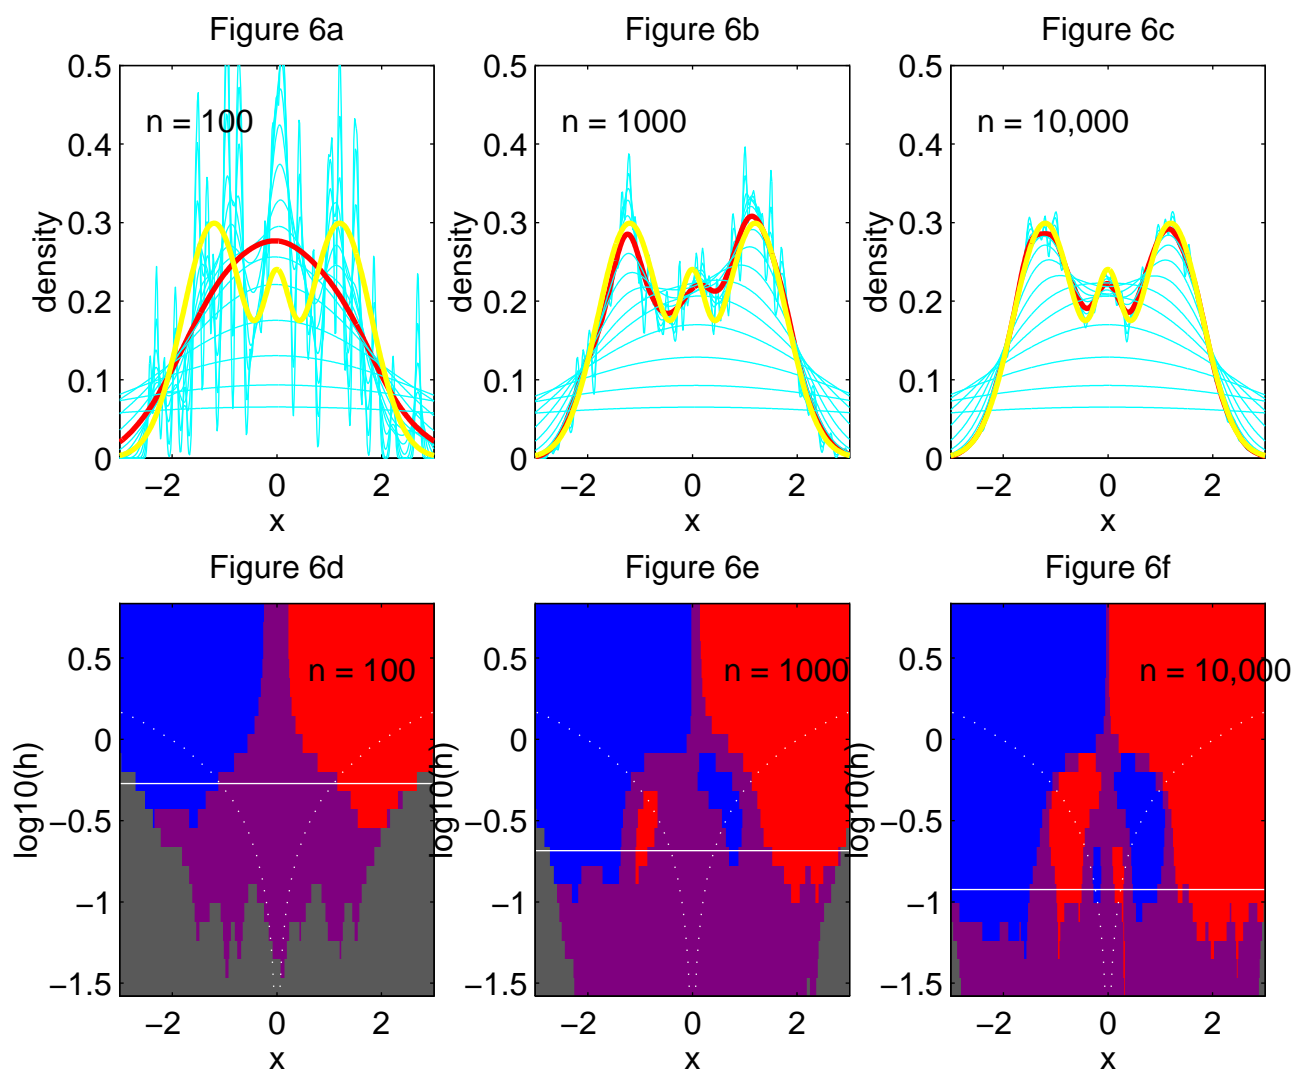 Figure 6a
Figure 6b
Figure 6c
0.5
0.4
0.3
0.2
0.1
0
density
n = 100
−2
0
2
x
0.5
0.4
0.3
0.2
0.1
0
density
n = 1000
−2
0
2
x
0.5
0.4
0.3
0.2
0.1
0
density
n = 10,000
−2
0
2
x
Figure 6d
Figure 6e
Figure 6f
0.5
0
−0.5
−1
−1.5
log10(h)
n = 100
−2
0
2
x
0.5
0
−0.5
−1
−1.5
log10(h)
n = 1000
−2
0
2
x
0.5
0
−0.5
−1
−1.5
log10(h)
n = 10,000
−2
0
2
x